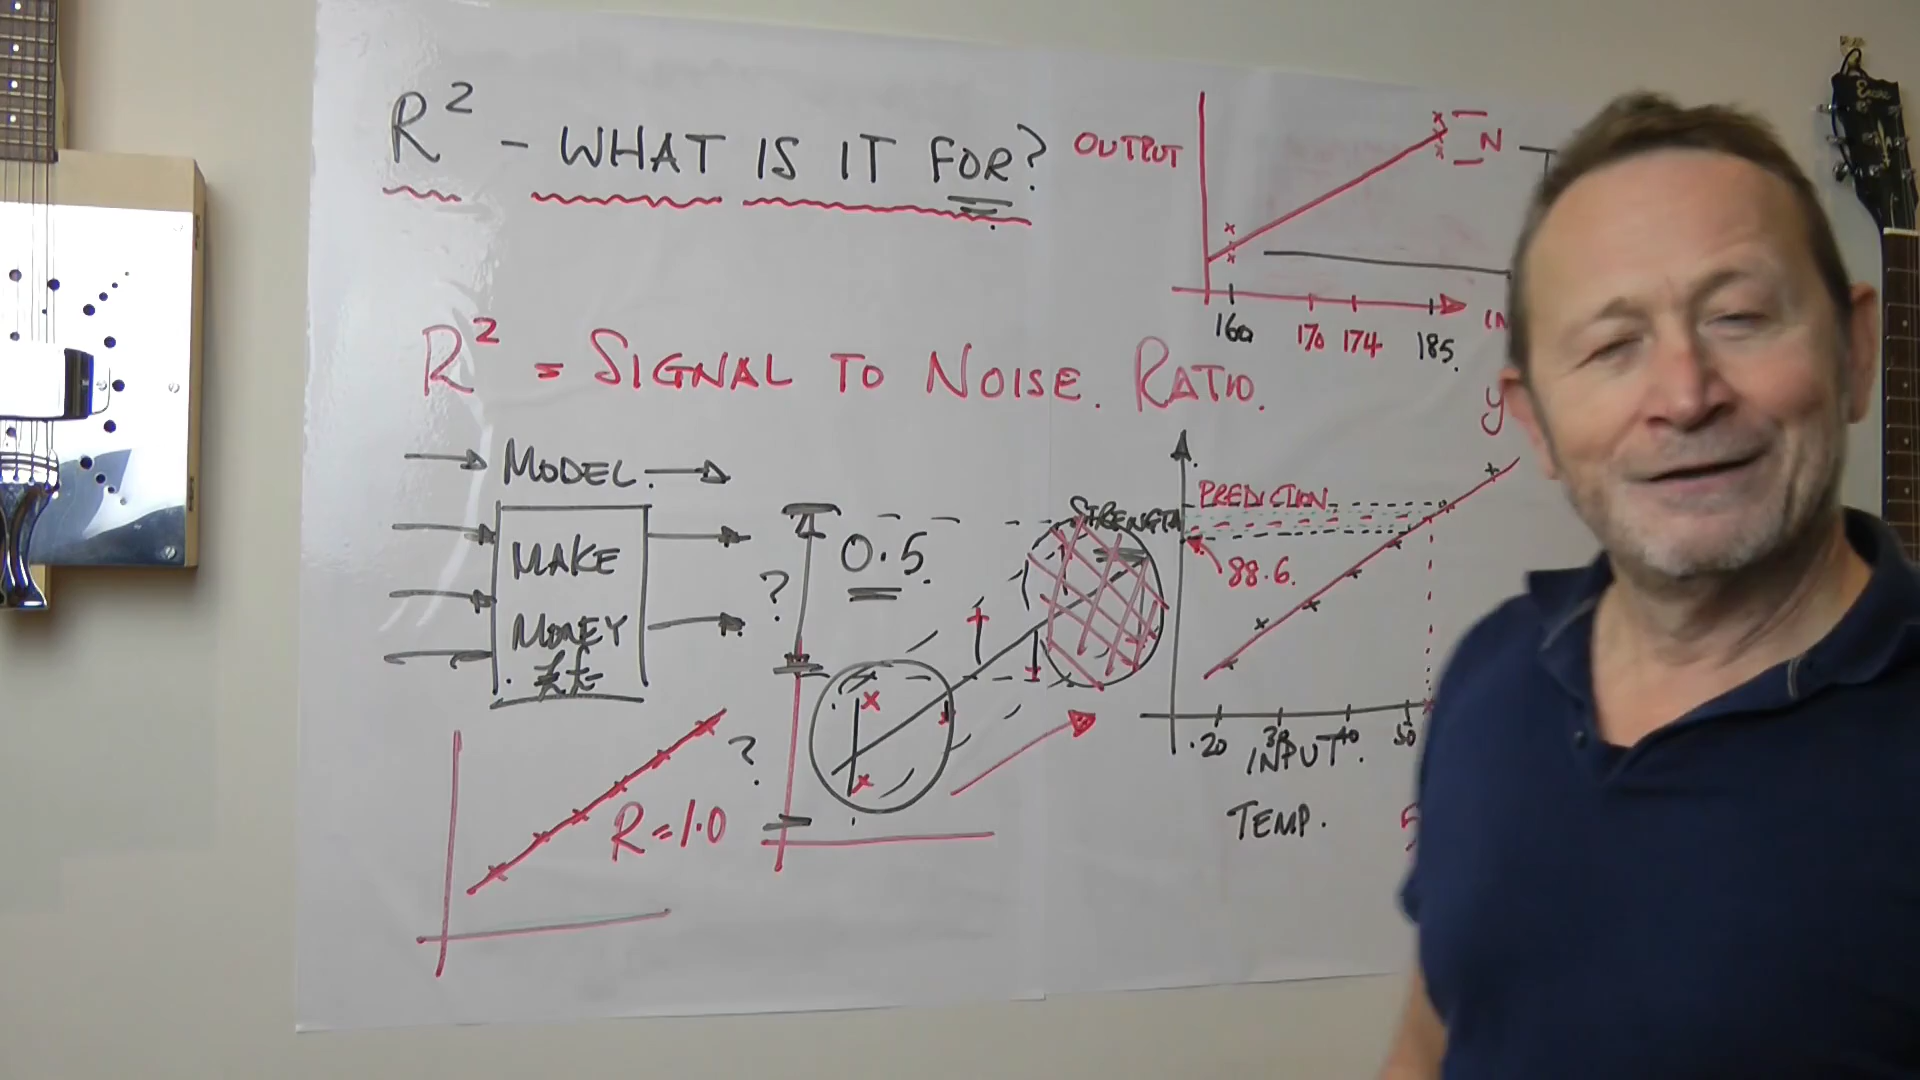 R² - WHAT IS IT FOR?
OUTPUT
N
160 170 174 185.
R² = SIGNAL TO NOISE. RATIO.
y
MODEL.
MAKE
MONEY
££
?
0.5
STRENGTH
PREDICTION
88.6.
20 30 40 50
INPUT.
TEMP.
?
R=1.0